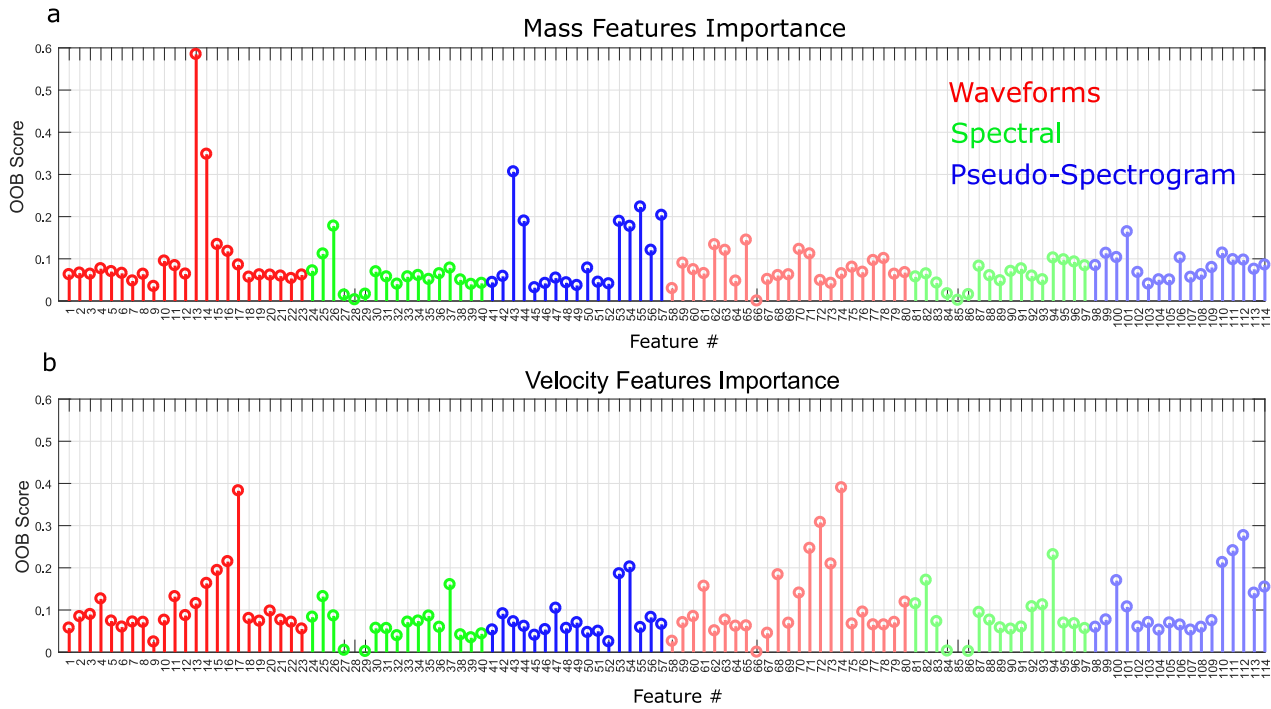 a
Mass Features Importance
0.6
0.5
0.4
0.3
0.2
0.1
0
OOB Score
Waveforms
Spectral
Pseudo-Spectrogram
1 2 3 4 5 6 7 8 9 10 11 12 13 14 15 16 17 18 19 20 21 22 23 24 25 26 27 28 29 30 31 32 33 34 35 36 37 38 39 40 41 42 43 44 45 46 47 48 49 50 51 52 53 54 55 56 57 58 59 60 61 62 63 64 65 66 67 68 69 70 71 72 73 74 75 76 77 78 79 80 81 82 83 84 85 86 87 88 89 90 91 92 93 94 95 96 97 98 99 100 101 102 103 104 105 106 107 108 109 110 111 112 113 114
Feature #
b
Velocity Features Importance
0.6
0.5
0.4
0.3
0.2
0.1
0
OOB Score
1 2 3 4 5 6 7 8 9 10 11 12 13 14 15 16 17 18 19 20 21 22 23 24 25 26 27 28 29 30 31 32 33 34 35 36 37 38 39 40 41 42 43 44 45 46 47 48 49 50 51 52 53 54 55 56 57 58 59 60 61 62 63 64 65 66 67 68 69 70 71 72 73 74 75 76 77 78 79 80 81 82 83 84 85 86 87 88 89 90 91 92 93 94 95 96 97 98 99 100 101 102 103 104 105 106 107 108 109 110 111 112 113 114
Feature #